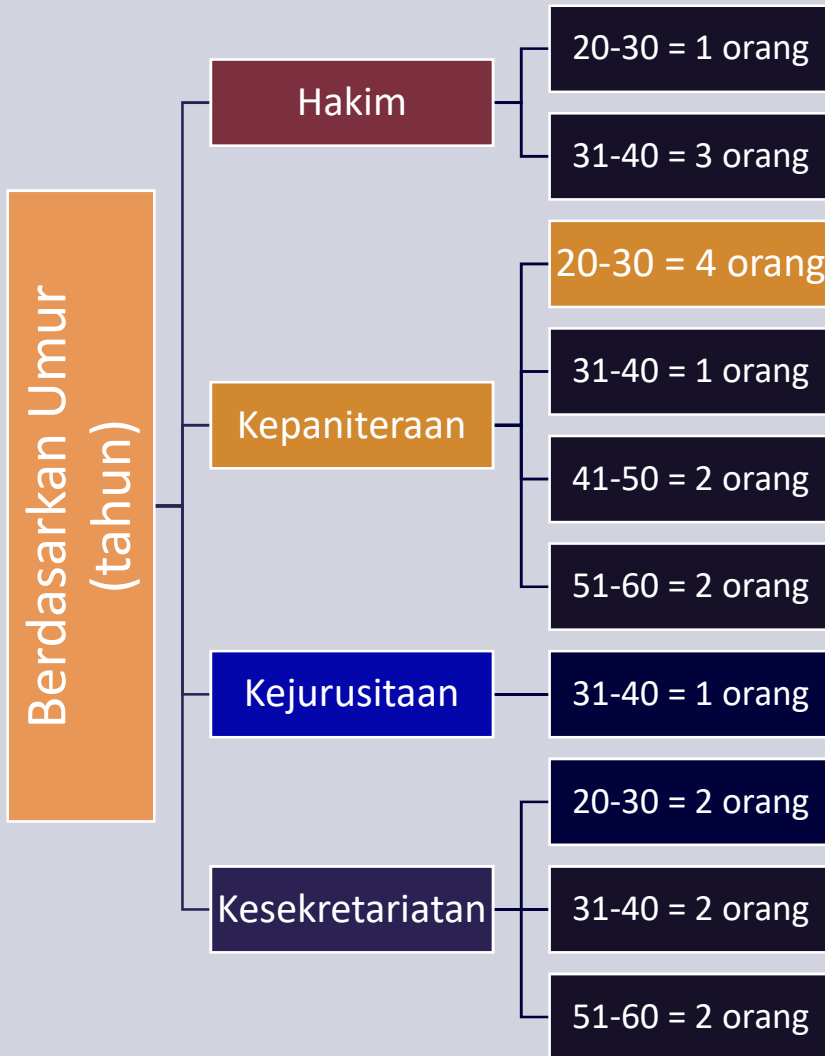 Berdasarkan Umur
(tahun)
Hakim
20-30 = 1 orang
31-40 = 3 orang
Kepaniteraan
20-30 = 4 orang
31-40 = 1 orang
41-50 = 2 orang
51-60 = 2 orang
Kejurusitaan
31-40 = 1 orang
Kesekretariatan
20-30 = 2 orang
31-40 = 2 orang
51-60 = 2 orang